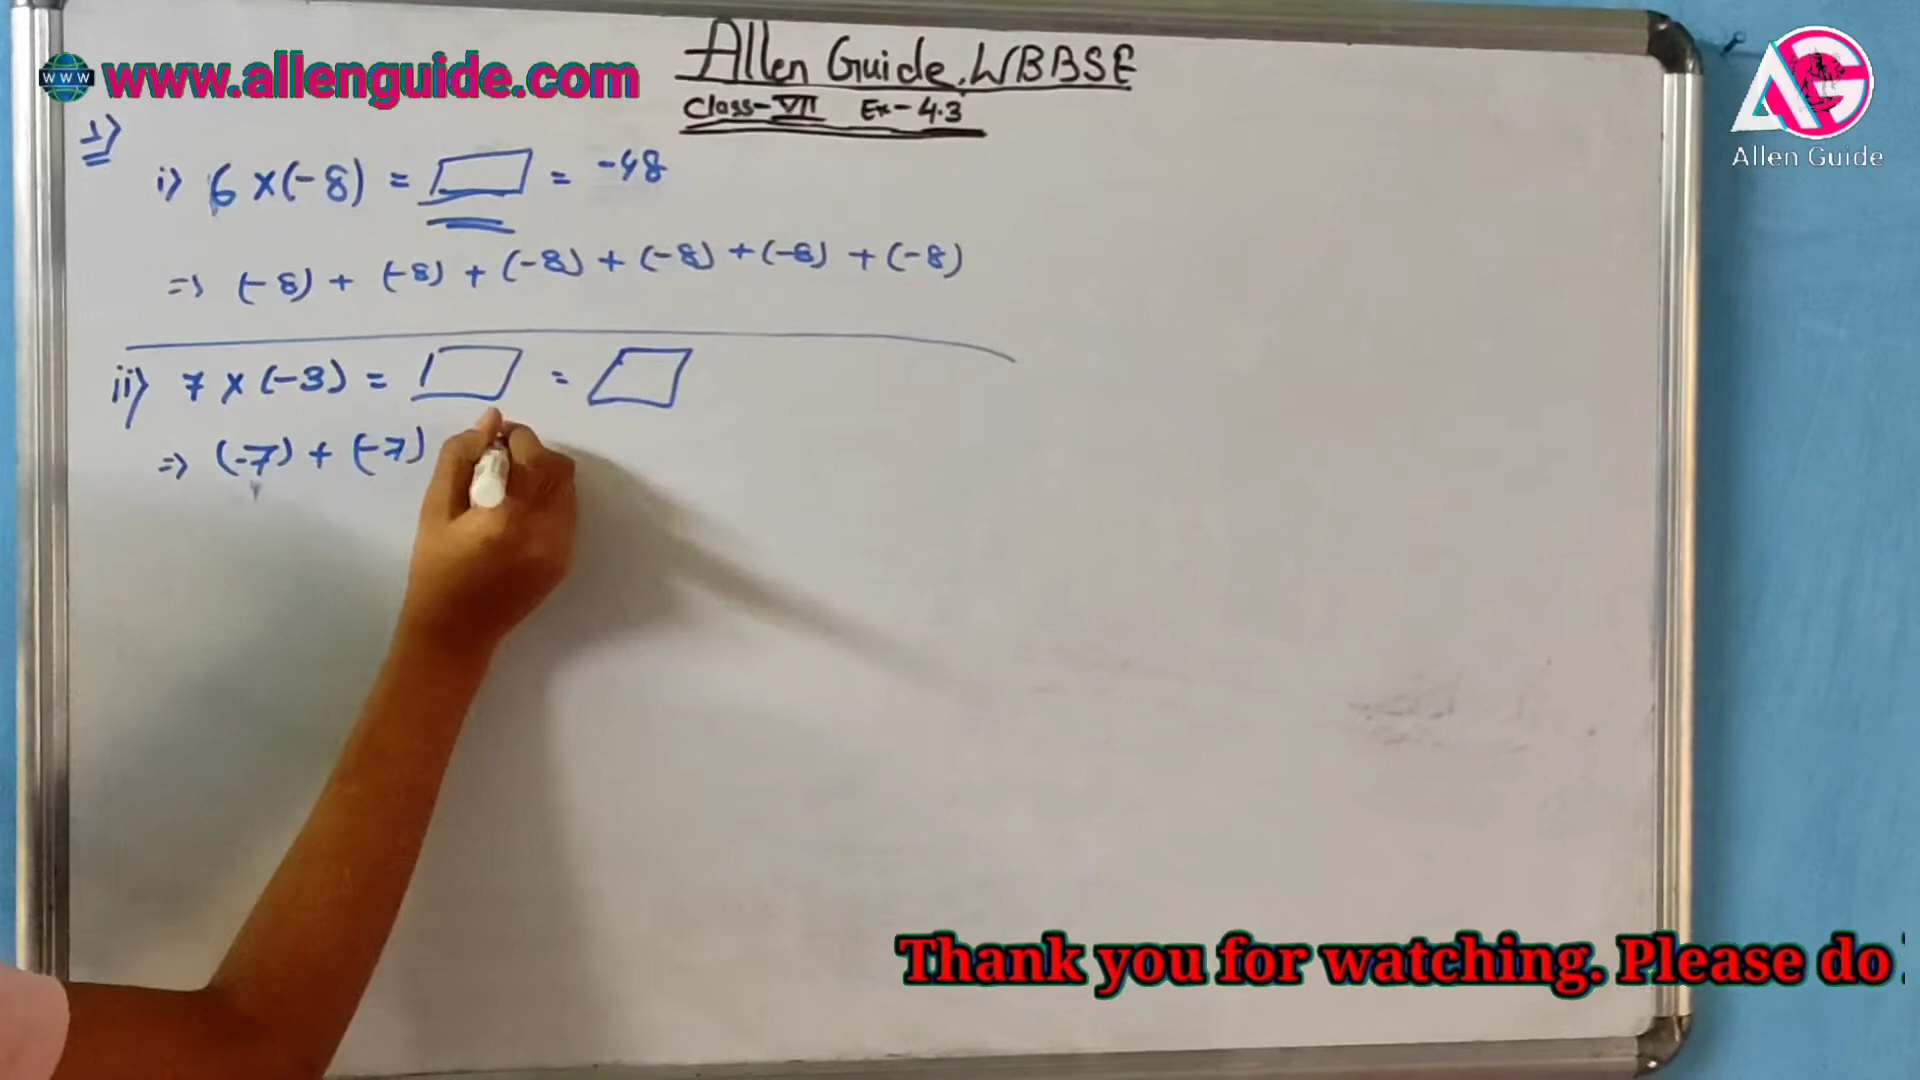 www www.allenguide.com
Allen Guide. WBBSE
Class-VII Ex-4.3
Allen Guide
1)
i) 6 × (-8) = ▭ = -48
=> (-8) + (-8) + (-8) + (-8) + (-8) + (-8)
ii) 7 × (-3) = ▭ = ▭
=> (-7) + (-7)
Thank you for watching. Please do